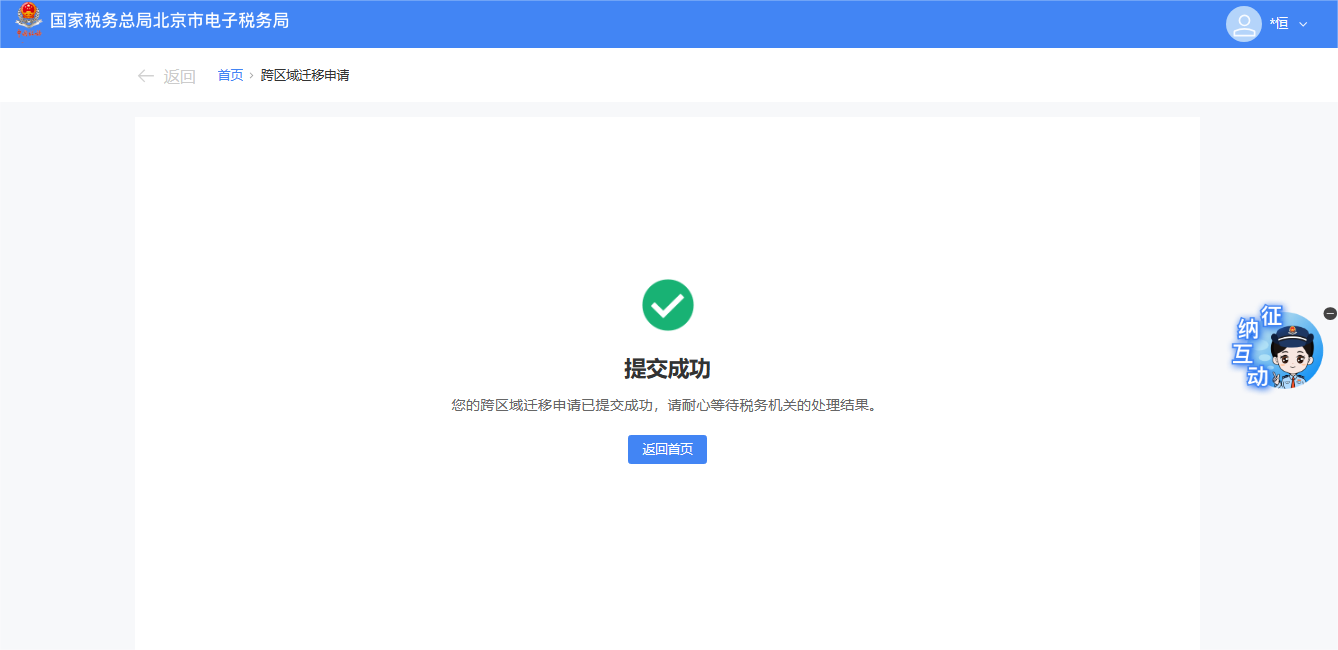 国家税务总局北京市电子税务局
*恒
返回 首页 › 跨区域迁移申请
征
纳
互
动
提交成功
您的跨区域迁移申请已提交成功，请耐心等待税务机关的处理结果。
返回首页